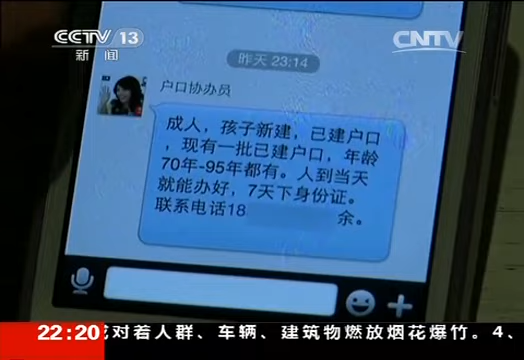 CCTV 13
新闻
CNTV
昨天 23:14
户口协办员
成人，孩子新建，已建户口
，现有一批已建户口，年龄
70年-95年都有。人到当天
就能办好，7天下身份证。
联系电话18 余。
22:20 对若人群、车辆、建筑物燃放烟花爆竹。4、